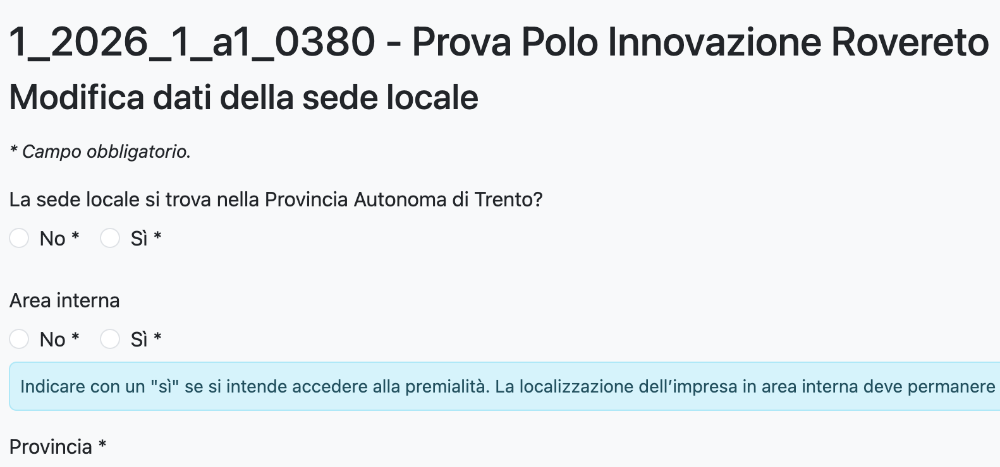 1_2026_1_a1_0380 - Prova Polo Innovazione Rovereto
Modifica dati della sede locale
* Campo obbligatorio.
La sede locale si trova nella Provincia Autonoma di Trento?
No * Sì *
Area interna
No * Sì *
Indicare con un "sì" se si intende accedere alla premialità. La localizzazione dell’impresa in area interna deve permanere
Provincia *